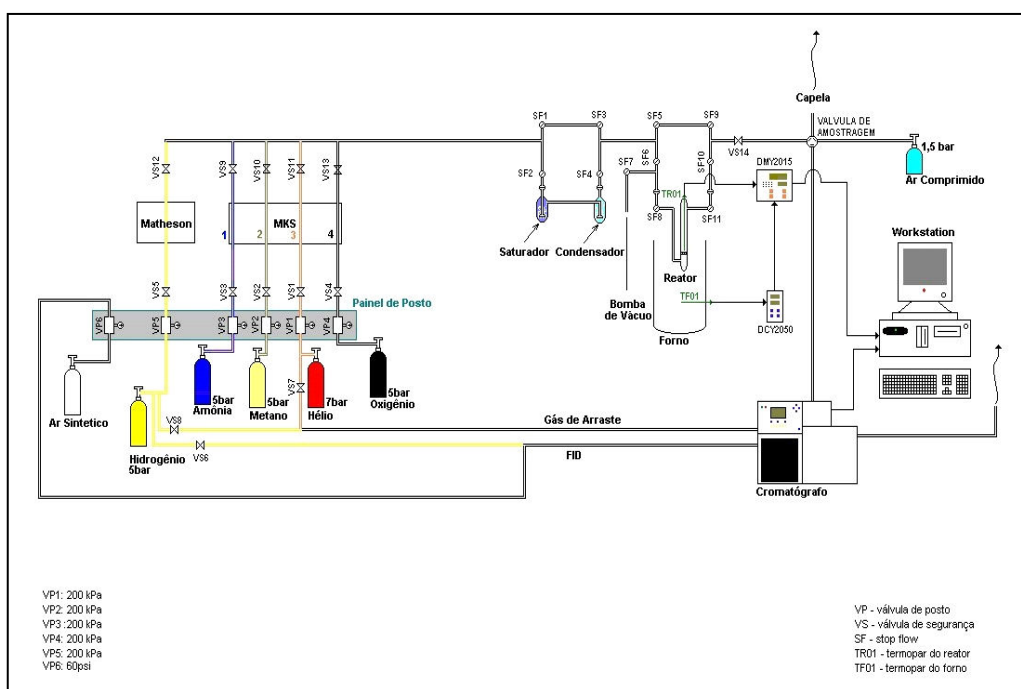 Capela
VALVULA DE
AMOSTRAGEM
1,5 bar
Ar Comprimido
SF1
SF3
SF5
SF9
VS14
SF2
SF4
SF7
SF6
SF10
SF8
SF11
TR01
DMY2015
VS12
VS9
VS10
VS11
VS13
Matheson
MKS
1
2
3
4
Saturador
Condensador
Reator
TF01
Forno
DCY2050
Bomba
de Vàcuo
Workstation
VS5
VS3
VS2
VS1
VS4
Painel de Posto
VP6
VP5
VP3
VP2
VP1
VP4
VS7
5bar
Amônia
5bar
Metano
7bar
Hélio
5bar
Oxigênio
Ar Sintetico
Hidrogênio
5bar
VS8
VS6
Gás de Arraste
FID
Cromatógrafo
VP1: 200 kPa
VP2: 200 kPa
VP3 :200 kPa
VP4: 200 kPa
VP5: 200 kPa
VP6: 60psi
VP - válvula de posto
VS - válvula de segurança
SF - stop flow
TR01 - termopar do reator
TF01 - termopar do forno